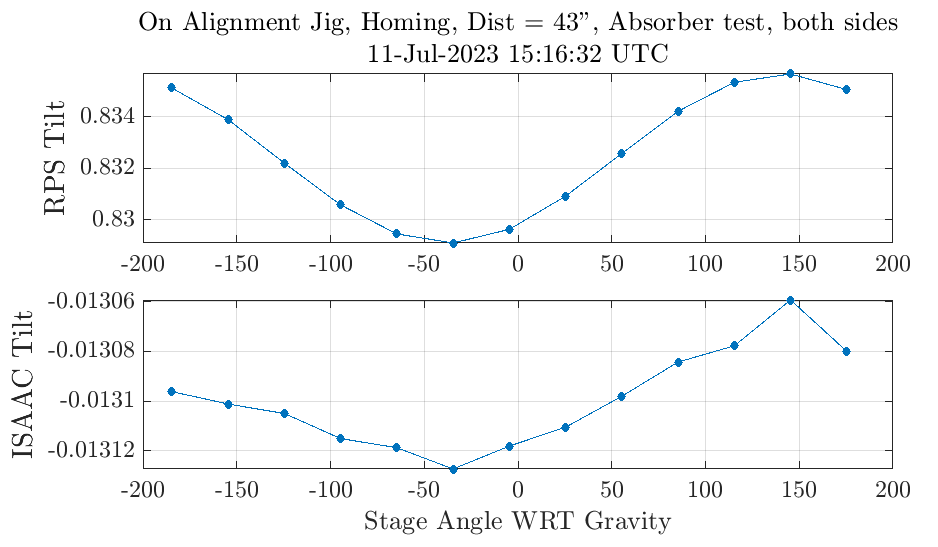 On Alignment Jig, Homing, Dist = 43”, Absorber test, both sides
11-Jul-2023 15:16:32 UTC
RPS Tilt
0.834
0.832
0.83
-200 -150 -100 -50 0 50 100 150 200
ISAAC Tilt
-0.01306
-0.01308
-0.0131
-0.01312
-200 -150 -100 -50 0 50 100 150 200
Stage Angle WRT Gravity